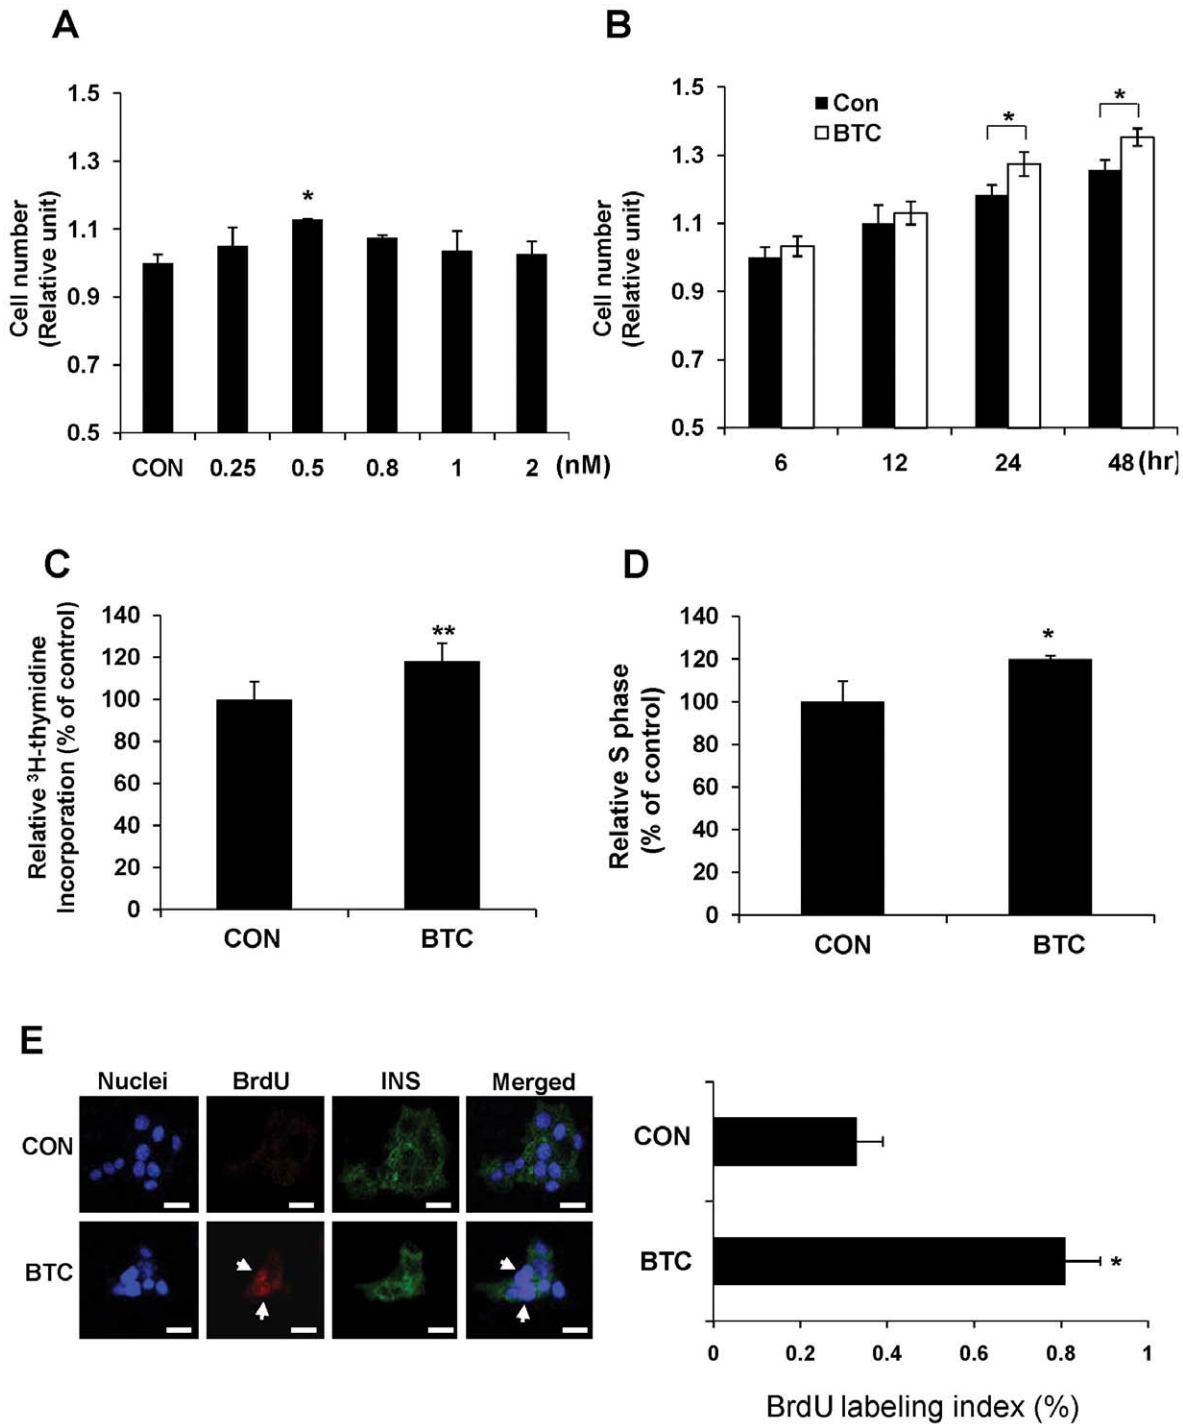 A
Cell number
(Relative unit)
1.5
1.3
1.1
0.9
0.7
0.5
*
CON 0.25 0.5 0.8 1 2 (nM)
B
Cell number
(Relative unit)
1.5
1.3
1.1
0.9
0.7
0.5
Con
BTC
*
*
6 12 24 48 (hr)
C
Relative ³H-thymidine
Incorporation (% of control)
140
120
100
80
60
40
20
0
**
CON BTC
D
Relative S phase
(% of control)
140
120
100
80
60
40
20
0
*
CON BTC
E
Nuclei BrdU INS Merged
CON
BTC
CON
BTC
*
0 0.2 0.4 0.6 0.8 1
BrdU labeling index (%)